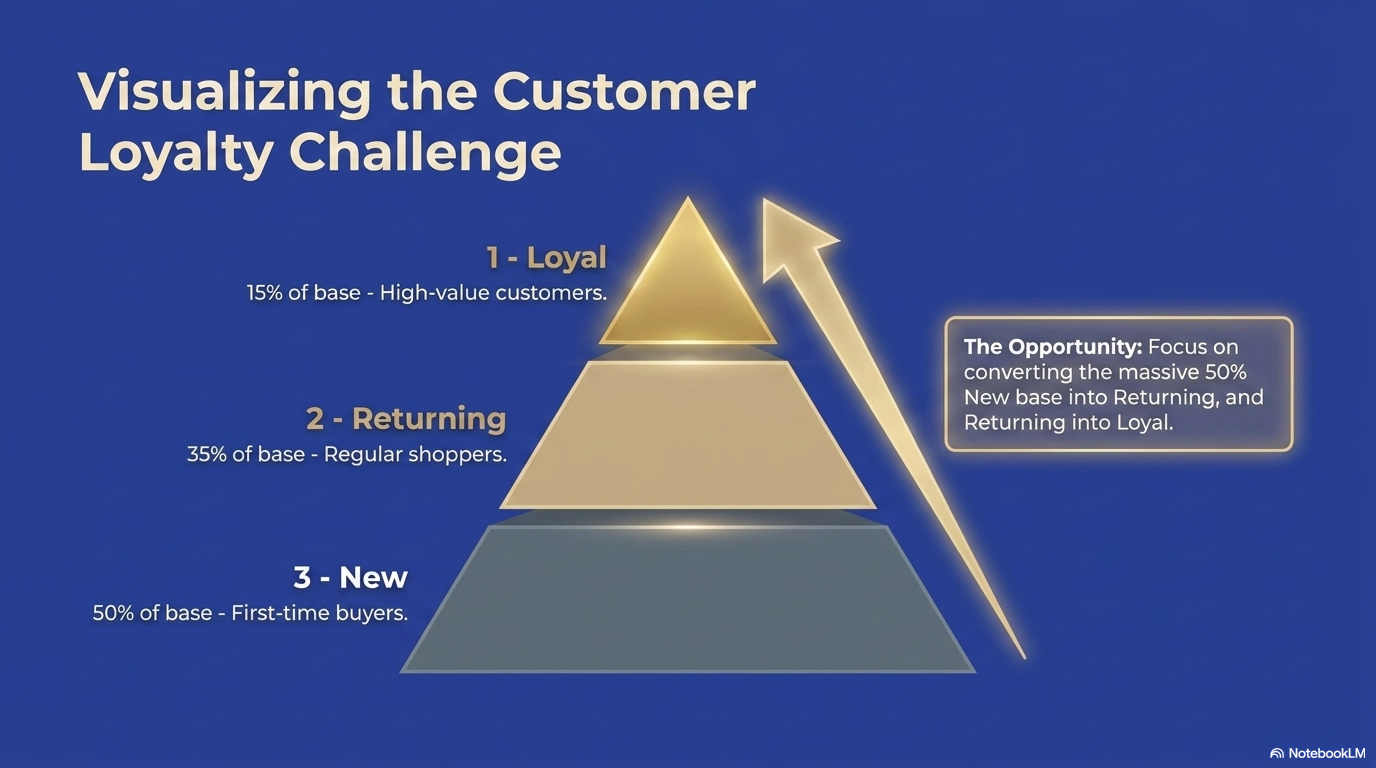 Visualizing the Customer
Loyalty Challenge
1 - Loyal
15% of base - High-value customers.
2 - Returning
35% of base - Regular shoppers.
3 - New
50% of base - First-time buyers.
The Opportunity: Focus on
converting the massive 50%
New base into Returning, and
Returning into Loyal.
NotebookLM